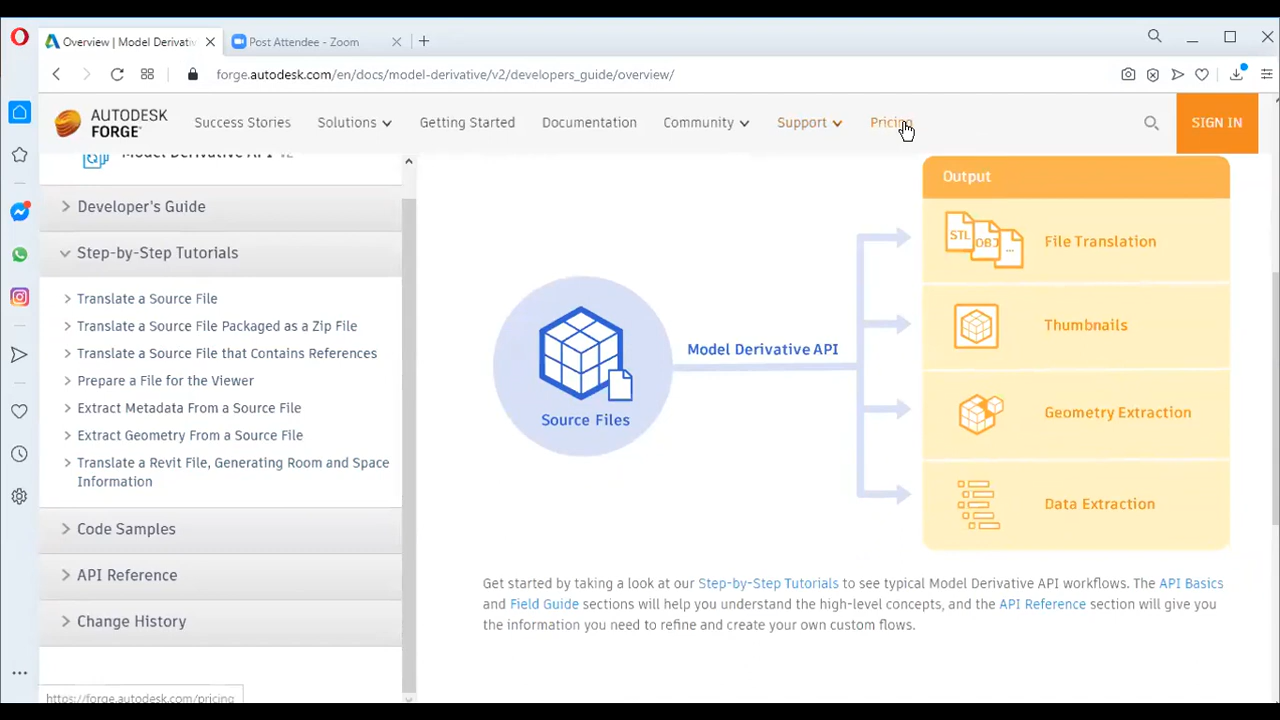 Overview | Model Derivati
Post Attendee - Zoom
forge.autodesk.com/en/docs/model-derivative/v2/developers_guide/overview/
AUTODESK
FORGE
Success Stories
Solutions
Getting Started
Documentation
Community
Support
Pricing
SIGN IN
Model Derivative API v2
Developer's Guide
Step-by-Step Tutorials
Translate a Source File
Translate a Source File Packaged as a Zip File
Translate a Source File that Contains References
Prepare a File for the Viewer
Extract Metadata From a Source File
Extract Geometry From a Source File
Translate a Revit File, Generating Room and Space
Information
Code Samples
API Reference
Change History
https://forge.autodesk.com/pricing
Source Files
Model Derivative API
Output
STL
OBJ
...
File Translation
Thumbnails
Geometry Extraction
Data Extraction
Get started by taking a look at our Step-by-Step Tutorials to see typical Model Derivative API workflows. The API Basics
and Field Guide sections will help you understand the high-level concepts, and the API Reference section will give you
the information you need to refine and create your own custom flows.